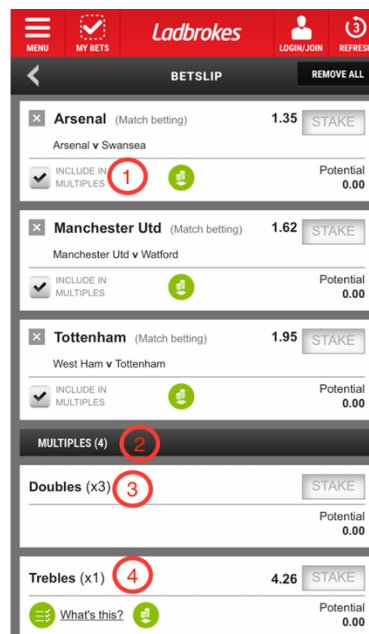 Ladbrokes
3
MENU
MY BETS
LOGIN/JOIN
REFRESH
BETSLIP
REMOVE ALL
Arsenal (Match betting) 1.35 STAKE
Arsenal v Swansea
INCLUDE IN MULTIPLES 1
Potential
0.00
Manchester Utd (Match betting) 1.62 STAKE
Manchester Utd v Watford
INCLUDE IN MULTIPLES
Potential
0.00
Tottenham (Match betting) 1.95 STAKE
West Ham v Tottenham
INCLUDE IN MULTIPLES
Potential
0.00
MULTIPLES (4) 2
Doubles (x3) 3 STAKE
Potential
0.00
Trebles (x1) 4 4.26 STAKE
What's this?
Potential
0.00